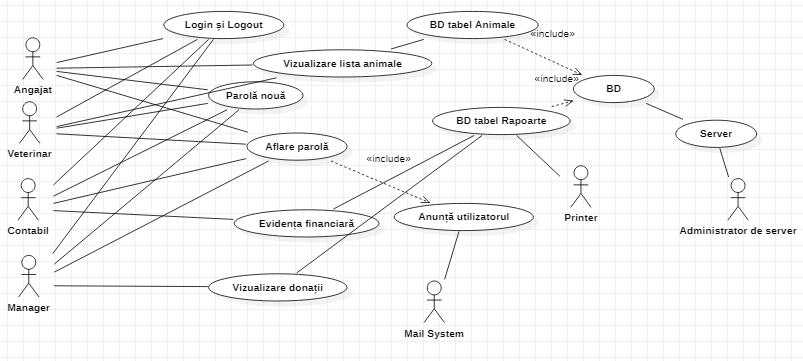 Login și Logout
BD tabel Animale
«include»
Vizualizare lista animale
Angajat
«include»
BD
Parolă nouă
BD tabel Rapoarte
Server
Veterinar
Aflare parolă
«include»
Printer
Anunță utilizatorul
Evidența financiară
Contabil
Administrator de server
Vizualizare donații
Manager
Mail System